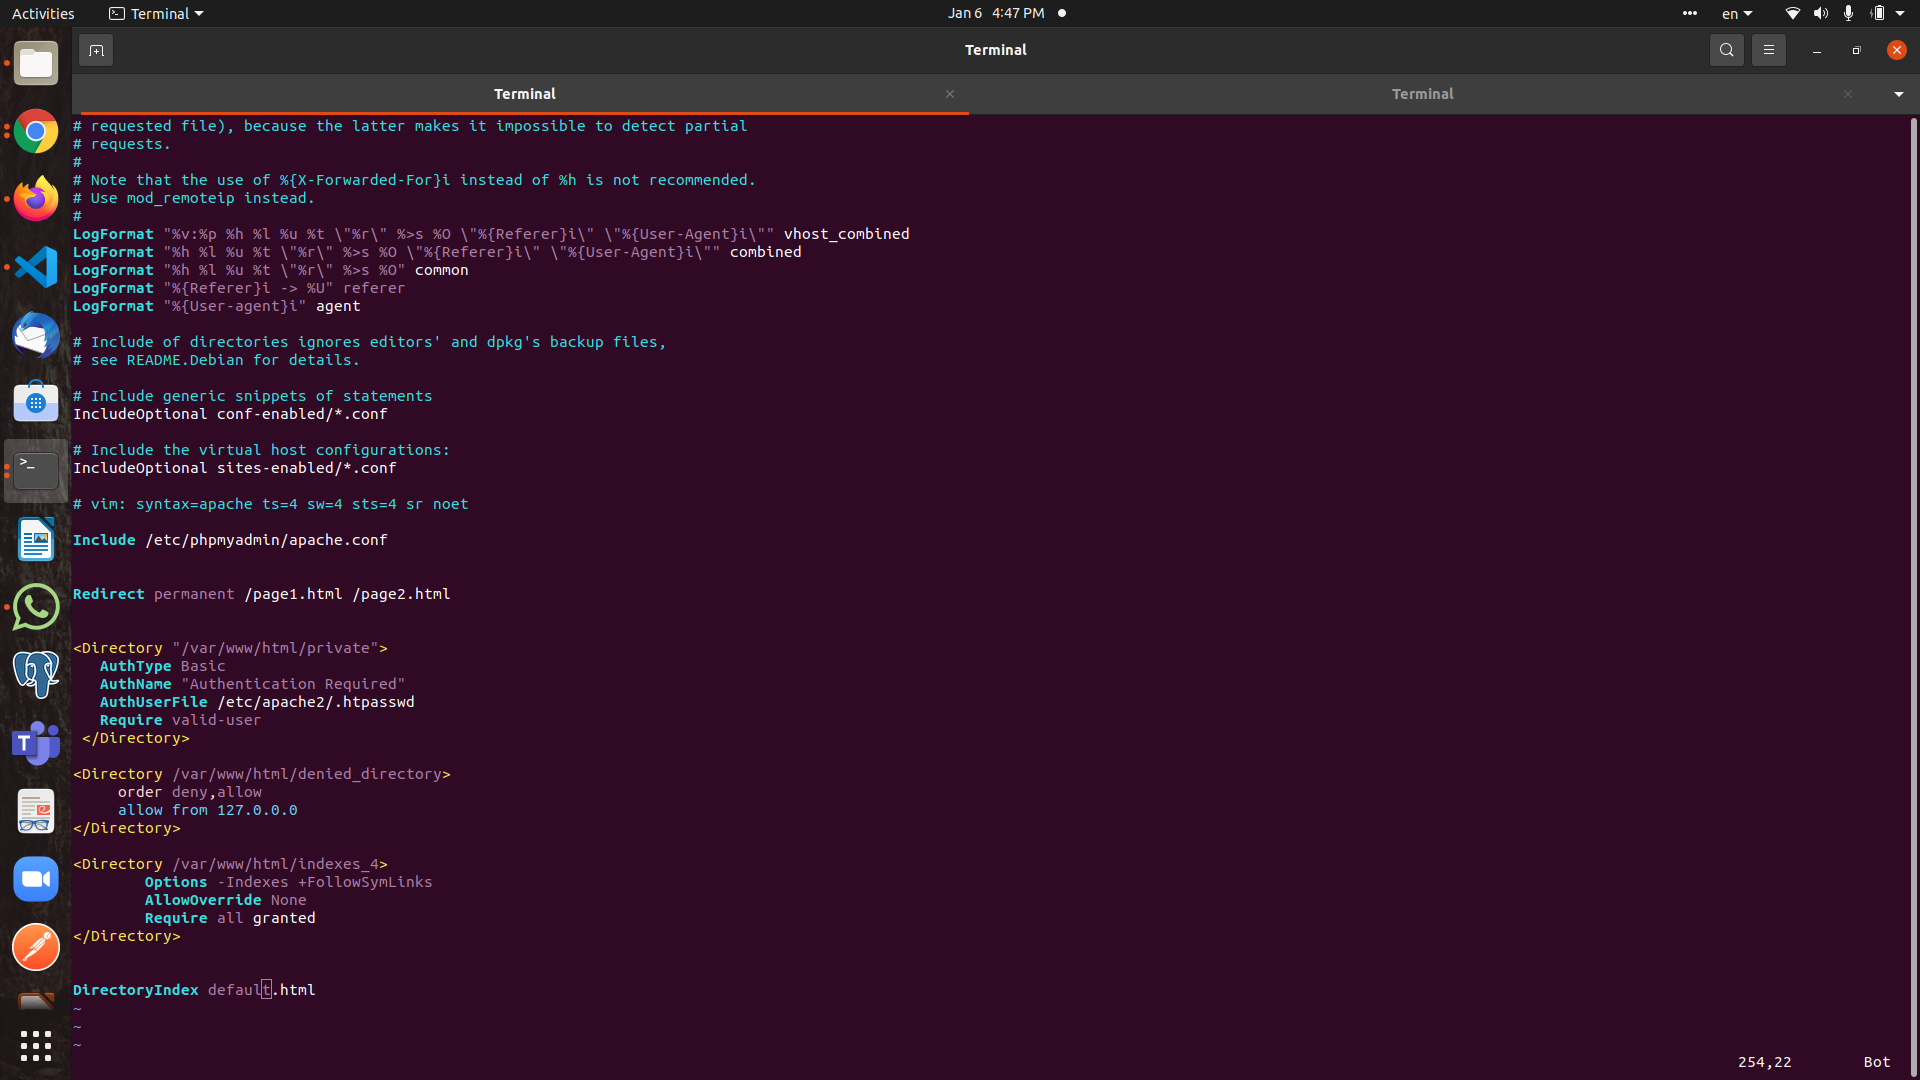 Activities
Terminal
Jan 6 4:47 PM
en
Terminal
Terminal
Terminal
# requested file), because the latter makes it impossible to detect partial
# requests.
#
# Note that the use of %{X-Forwarded-For}i instead of %h is not recommended.
# Use mod_remoteip instead.
#
LogFormat "%v:%p %h %l %u %t \"%r\" %>s %O \"%{Referer}i\" \"%{User-Agent}i\"" vhost_combined
LogFormat "%h %l %u %t \"%r\" %>s %O \"%{Referer}i\" \"%{User-Agent}i\"" combined
LogFormat "%h %l %u %t \"%r\" %>s %O" common
LogFormat "%{Referer}i -> %U" referer
LogFormat "%{User-agent}i" agent
# Include of directories ignores editors' and dpkg's backup files,
# see README.Debian for details.
# Include generic snippets of statements
IncludeOptional conf-enabled/*.conf
# Include the virtual host configurations:
IncludeOptional sites-enabled/*.conf
# vim: syntax=apache ts=4 sw=4 sts=4 sr noet
Include /etc/phpmyadmin/apache.conf
Redirect permanent /page1.html /page2.html
<Directory "/var/www/html/private">
   AuthType Basic
   AuthName "Authentication Required"
   AuthUserFile /etc/apache2/.htpasswd
   Require valid-user
 </Directory>
<Directory /var/www/html/denied_directory>
     order deny,allow
     allow from 127.0.0.0
</Directory>
<Directory /var/www/html/indexes_4>
        Options -Indexes +FollowSymLinks
        AllowOverride None
        Require all granted
</Directory>
DirectoryIndex default.html
~
~
~
254,22 Bot